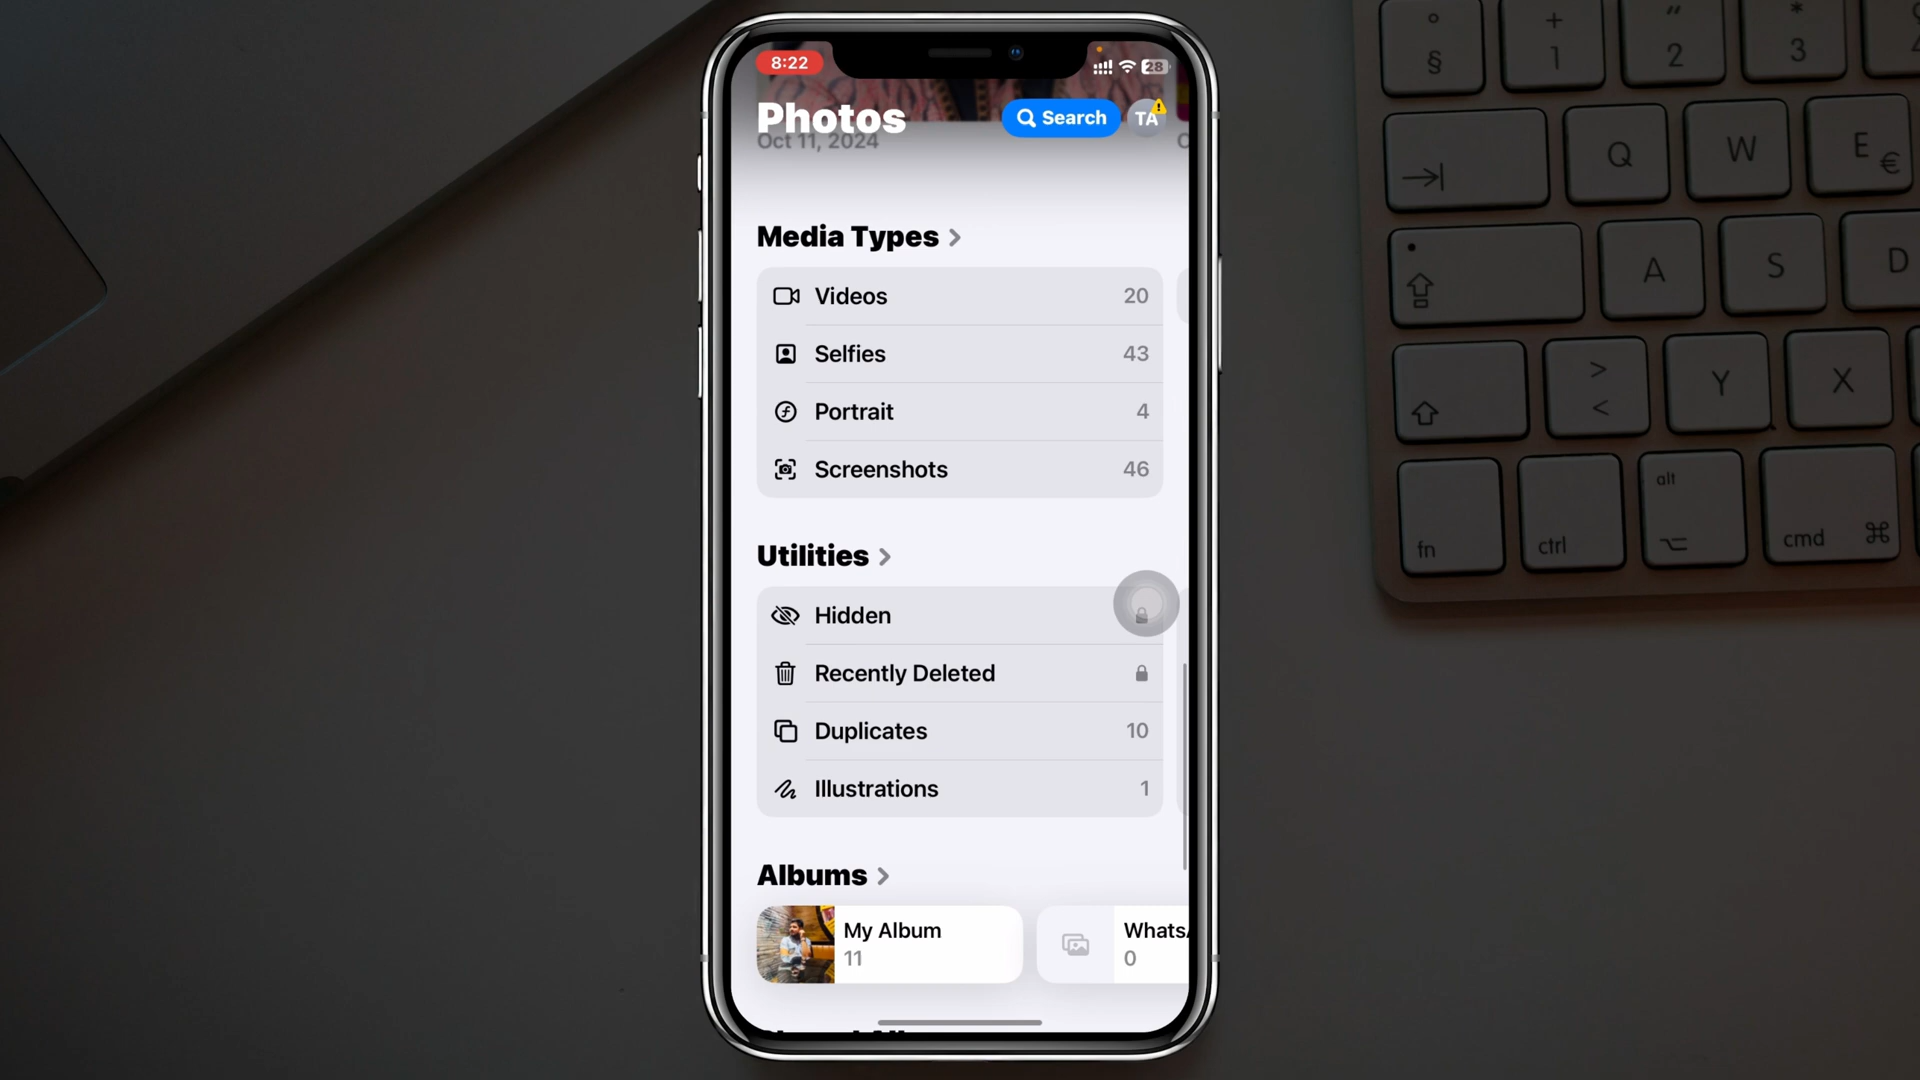 8:22
28
Photos
Search
TA
Oct 11, 2024
Media Types
Videos 20
Selfies 43
Portrait 4
Screenshots 46
Utilities
Hidden
Recently Deleted
Duplicates 10
Illustrations 1
Albums
My Album
11
Whats
0
° + " *
§ 1 2 3
Q W E €
A S D
> < Y X
fn ctrl alt cmd ⌘